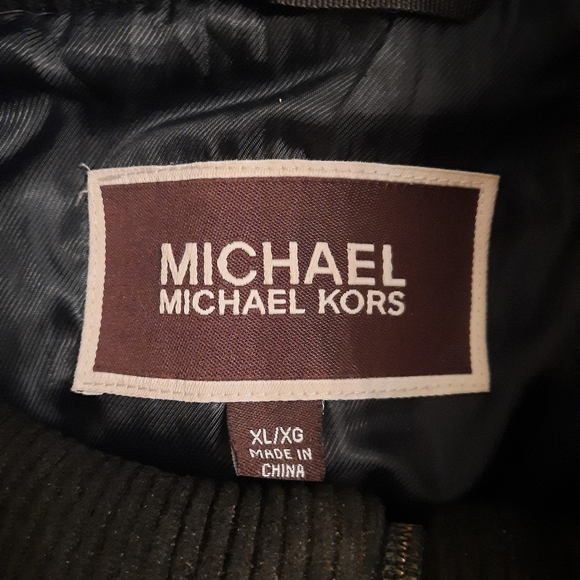 MICHAEL
MICHAEL KORS
XL/XG
MADE IN
CHINA